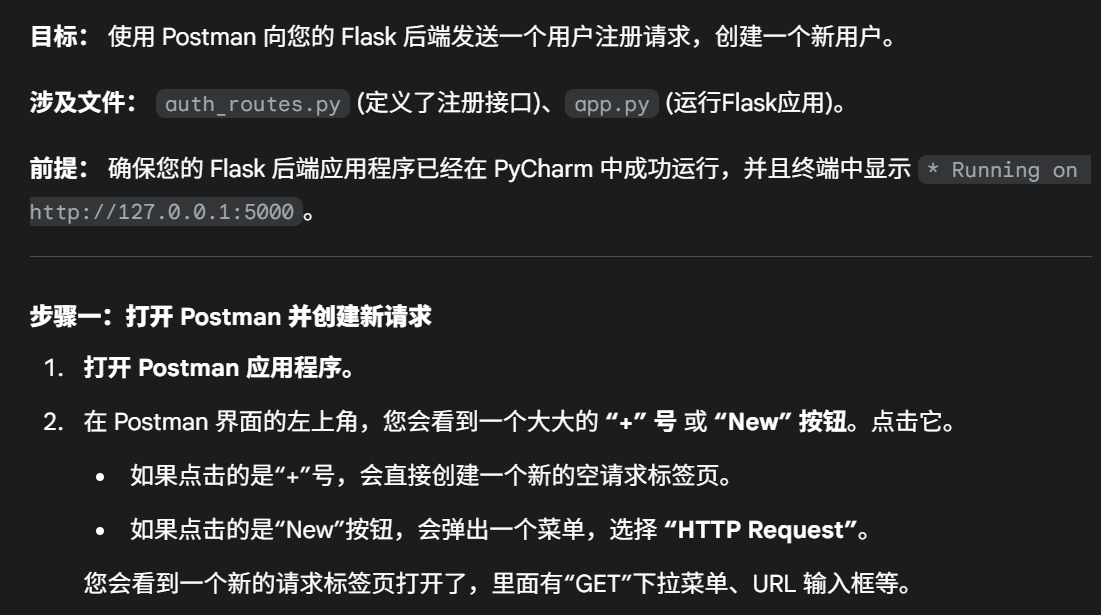 目标： 使用 Postman 向您的 Flask 后端发送一个用户注册请求，创建一个新用户。
涉及文件： auth_routes.py (定义了注册接口)、 app.py (运行Flask应用)。
前提： 确保您的 Flask 后端应用程序已经在 PyCharm 中成功运行，并且终端中显示 * Running on
http://127.0.0.1:5000 。
步骤一：打开 Postman 并创建新请求
1. 打开 Postman 应用程序。
2. 在 Postman 界面的左上角，您会看到一个大大的 “+” 号 或 “New” 按钮。点击它。
• 如果点击的是“+”号，会直接创建一个新的空请求标签页。
• 如果点击的是“New”按钮，会弹出一个菜单，选择 “HTTP Request”。
您会看到一个新的请求标签页打开了，里面有“GET”下拉菜单、URL 输入框等。